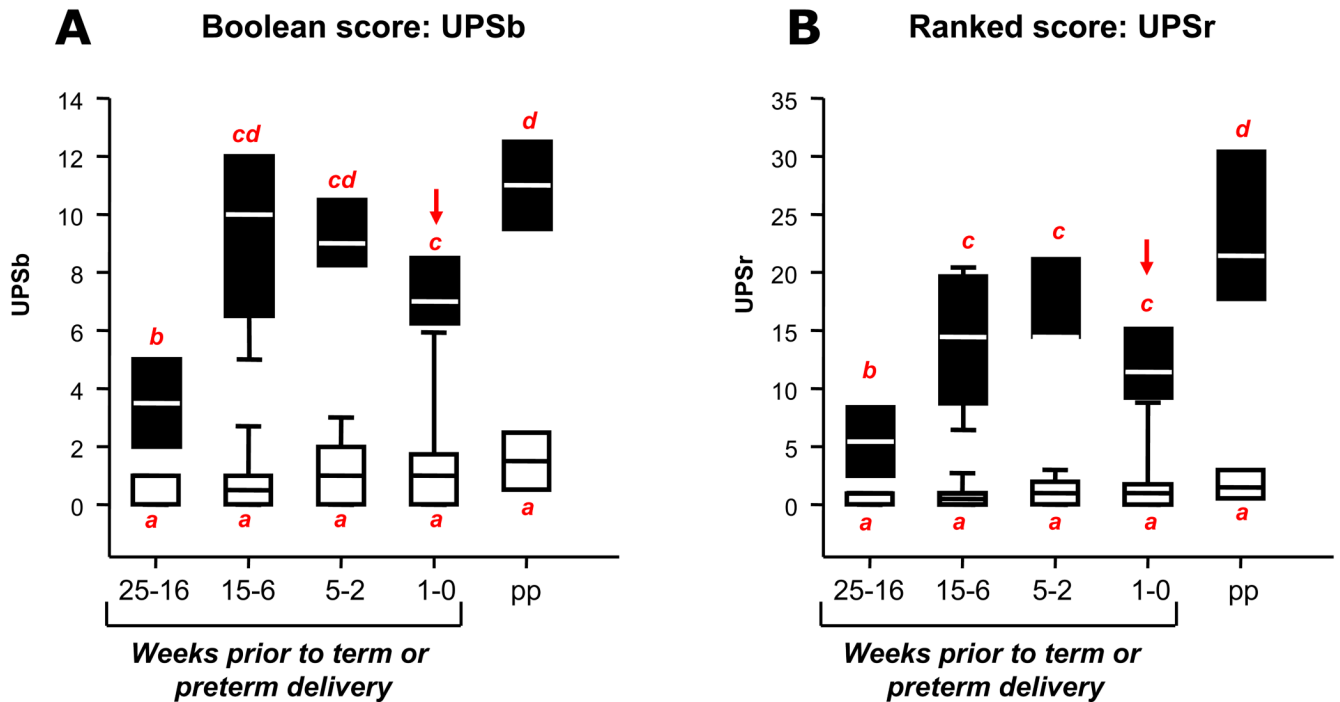 A Boolean score: UPSb
14
12
10
8
6
4
2
0
UPSb
b
cd
cd
c
d
a
a
a
a
a
25-16 15-6 5-2 1-0 pp
Weeks prior to term or
preterm delivery
B Ranked score: UPSr
35
30
25
20
15
10
5
0
UPSr
b
c
c
c
d
a
a
a
a
a
25-16 15-6 5-2 1-0 pp
Weeks prior to term or
preterm delivery